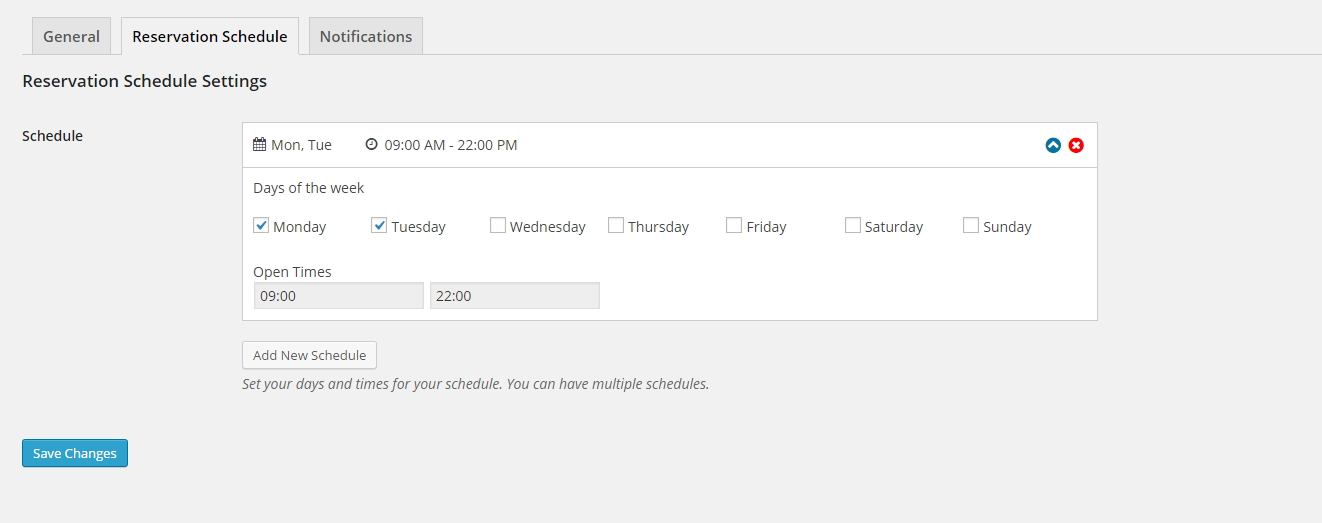 General Reservation Schedule Notifications
Reservation Schedule Settings
Schedule
Mon, Tue 09:00 AM - 22:00 PM
Days of the week
Monday Tuesday Wednesday Thursday Friday Saturday Sunday
Open Times
09:00 22:00
Add New Schedule
Set your days and times for your schedule. You can have multiple schedules.
Save Changes